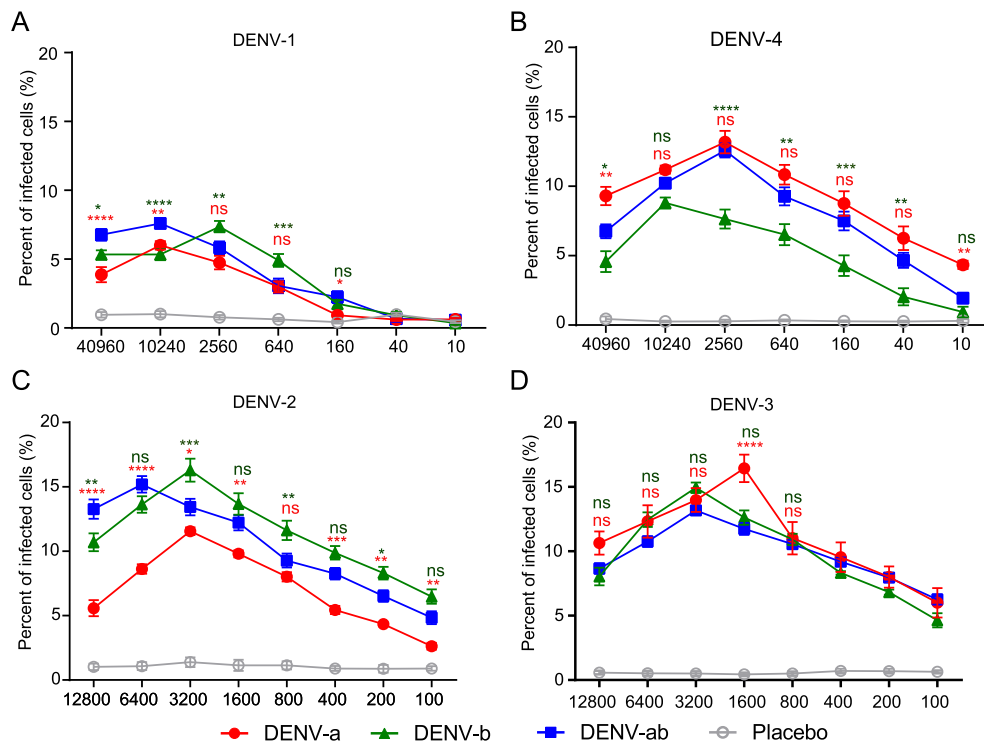 A
DENV-1
Percent of infected cells (%)
20
15
10
5
0
* **** ** *** ns
**** ** ns ns *
40960 10240 2560 640 160 40 10
B
DENV-4
Percent of infected cells (%)
20
15
10
5
0
* ns **** ** *** ** ns
** ns ns ns ns ns **
40960 10240 2560 640 160 40 10
C
DENV-2
Percent of infected cells (%)
20
15
10
5
0
** ns *** ns ** ns * ns
**** **** * ** ns *** ** **
12800 6400 3200 1600 800 400 200 100
D
DENV-3
Percent of infected cells (%)
20
15
10
5
0
ns ns ns ns ns
ns ns ns **** ns
12800 6400 3200 1600 800 400 200 100
DENV-a DENV-b DENV-ab Placebo